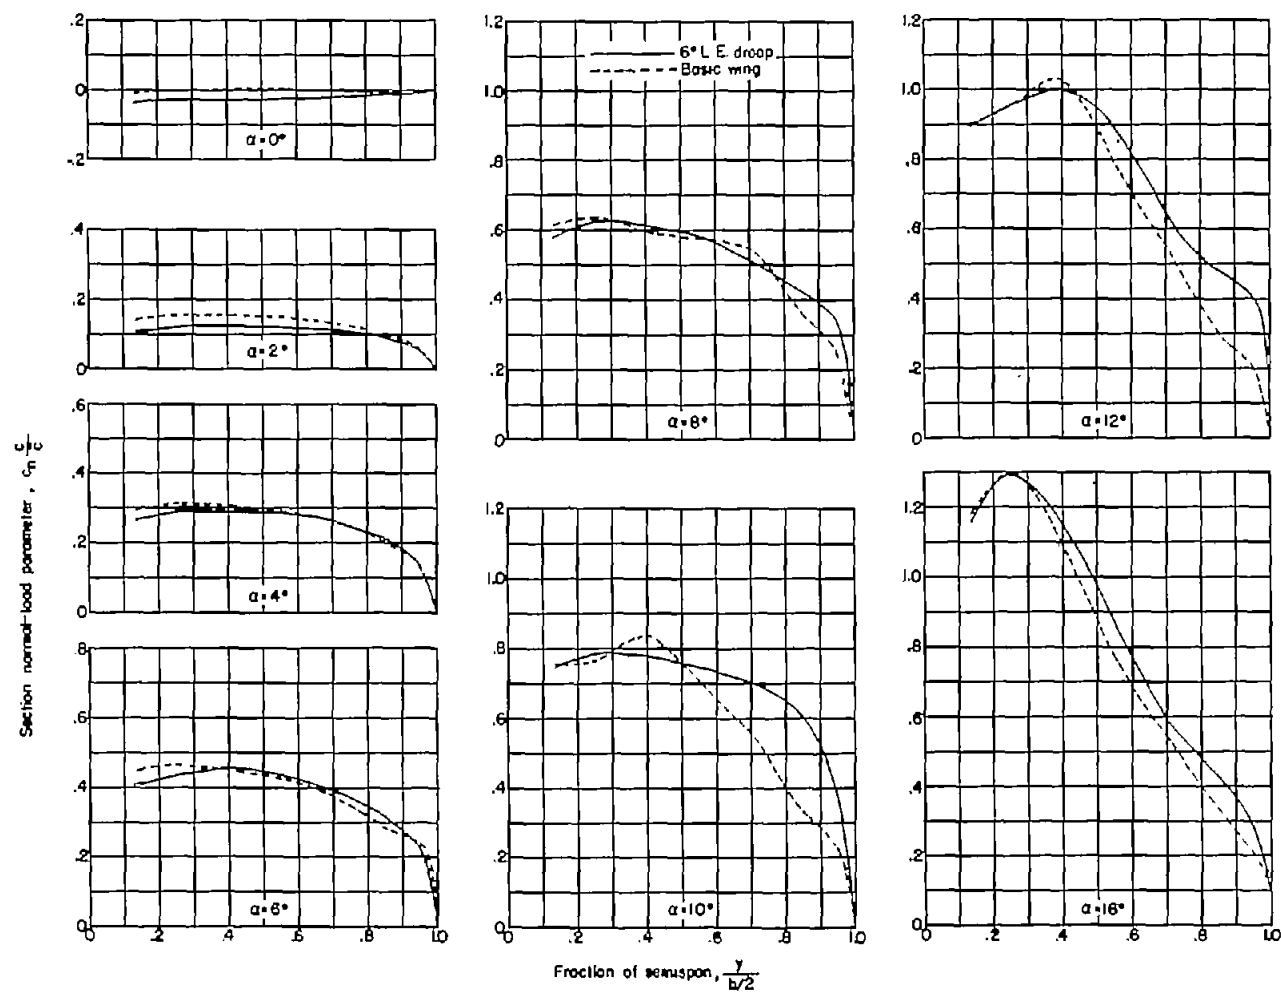 .2
0
-.2
α=0°
.4
.2
0
α=2°
.6
.4
.2
0
α=4°
.8
.6
.4
.2
0
α=6°
0 .2 .4 .6 .8 1.0
1.2
1.0
.8
.6
.4
.2
0
6° L.E. droop
Basic wing
α=8°
1.2
1.0
.8
.6
.4
.2
0
α=10°
0 .2 .4 .6 .8 1.0
1.2
1.0
.8
.6
.4
.2
0
α=12°
1.2
1.0
.8
.6
.4
.2
0
α=16°
0 .2 .4 .6 .8 1.0
Section normal-load parameter, cn c/c̄
Fraction of semispan, y/b/2